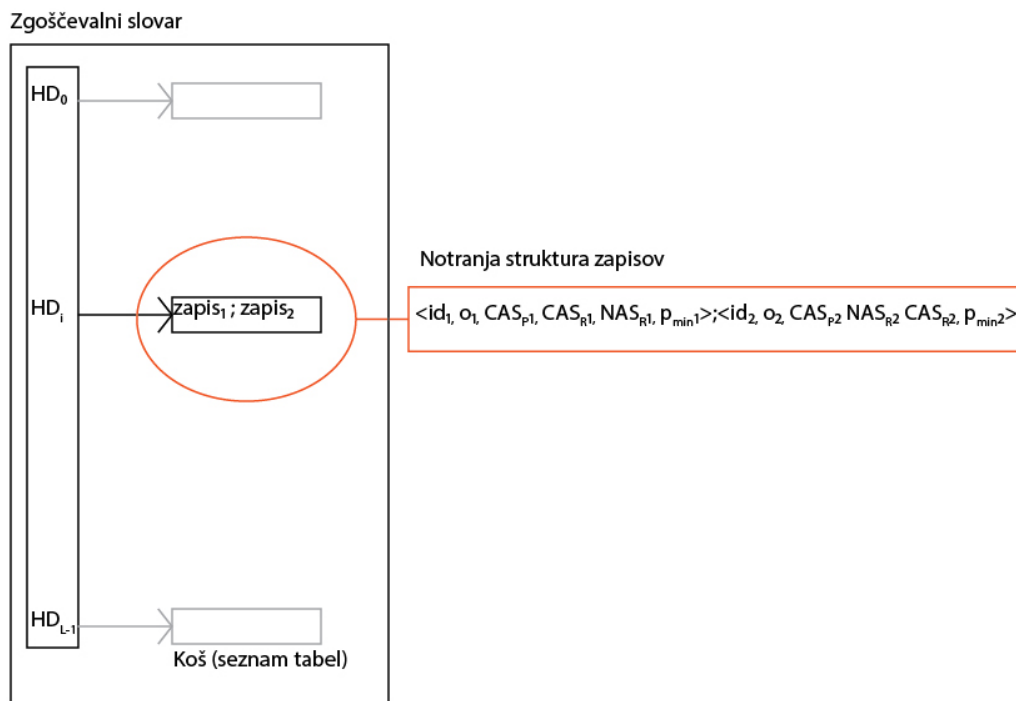 Zgoščevalni slovar
HD0
HDi
zapis1 ; zapis2
Notranja struktura zapisov
<id1, o1, CASP1, CASR1, NASR1, pmin1>;<id2, o2, CASP2 NASR2 CASR2, pmin2>
HDL-1
Koš (seznam tabel)